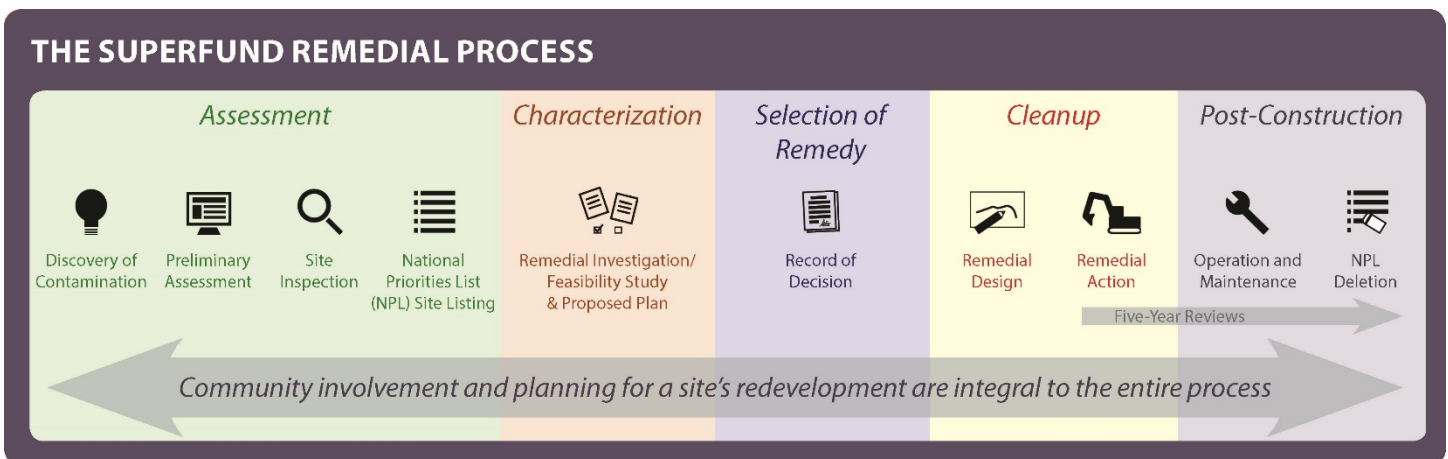 THE SUPERFUND REMEDIAL PROCESS
Assessment
Discovery of
Contamination
Preliminary
Assessment
Site
Inspection
National
Priorities List
(NPL) Site Listing
Characterization
Remedial Investigation/
Feasibility Study
& Proposed Plan
Selection of
Remedy
Record of
Decision
Cleanup
Remedial
Design
Remedial
Action
Post-Construction
Operation and
Maintenance
NPL
Deletion
Five-Year Reviews
Community involvement and planning for a site's redevelopment are integral to the entire process